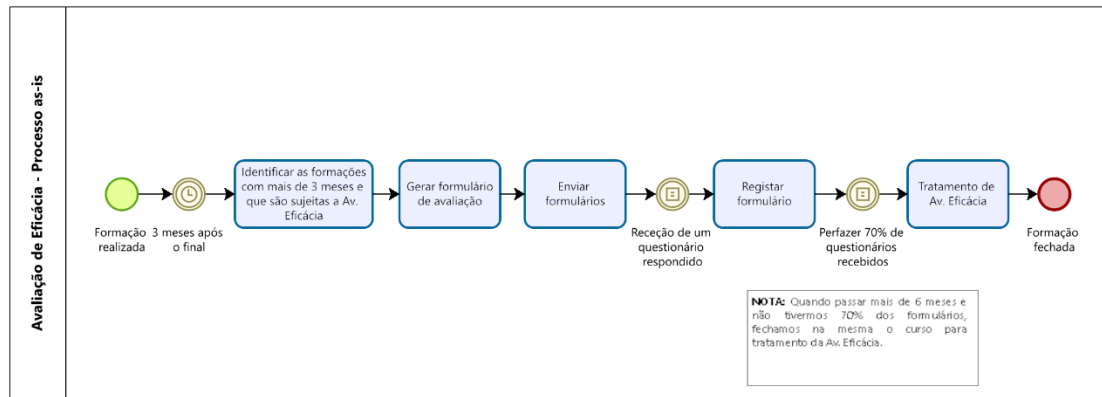 Avaliação de Eficácia - Processo as-is
Formação
realizada
3 meses após
o final
Identificar as formações
com mais de 3 meses e
que são sujeitas a Av.
Eficácia
Gerar formulário
de avaliação
Enviar
formulários
Receção de um
questionário
respondido
Registar
formulário
Perfazer 70% de
questionários
recebidos
Tratamento de
Av. Eficácia
Formação
fechada
NOTA: Quando passar mais de 6 meses e
não tivermos 70% dos formulários,
fechamos na mesma o curso para
tratamento da Av. Eficácia.